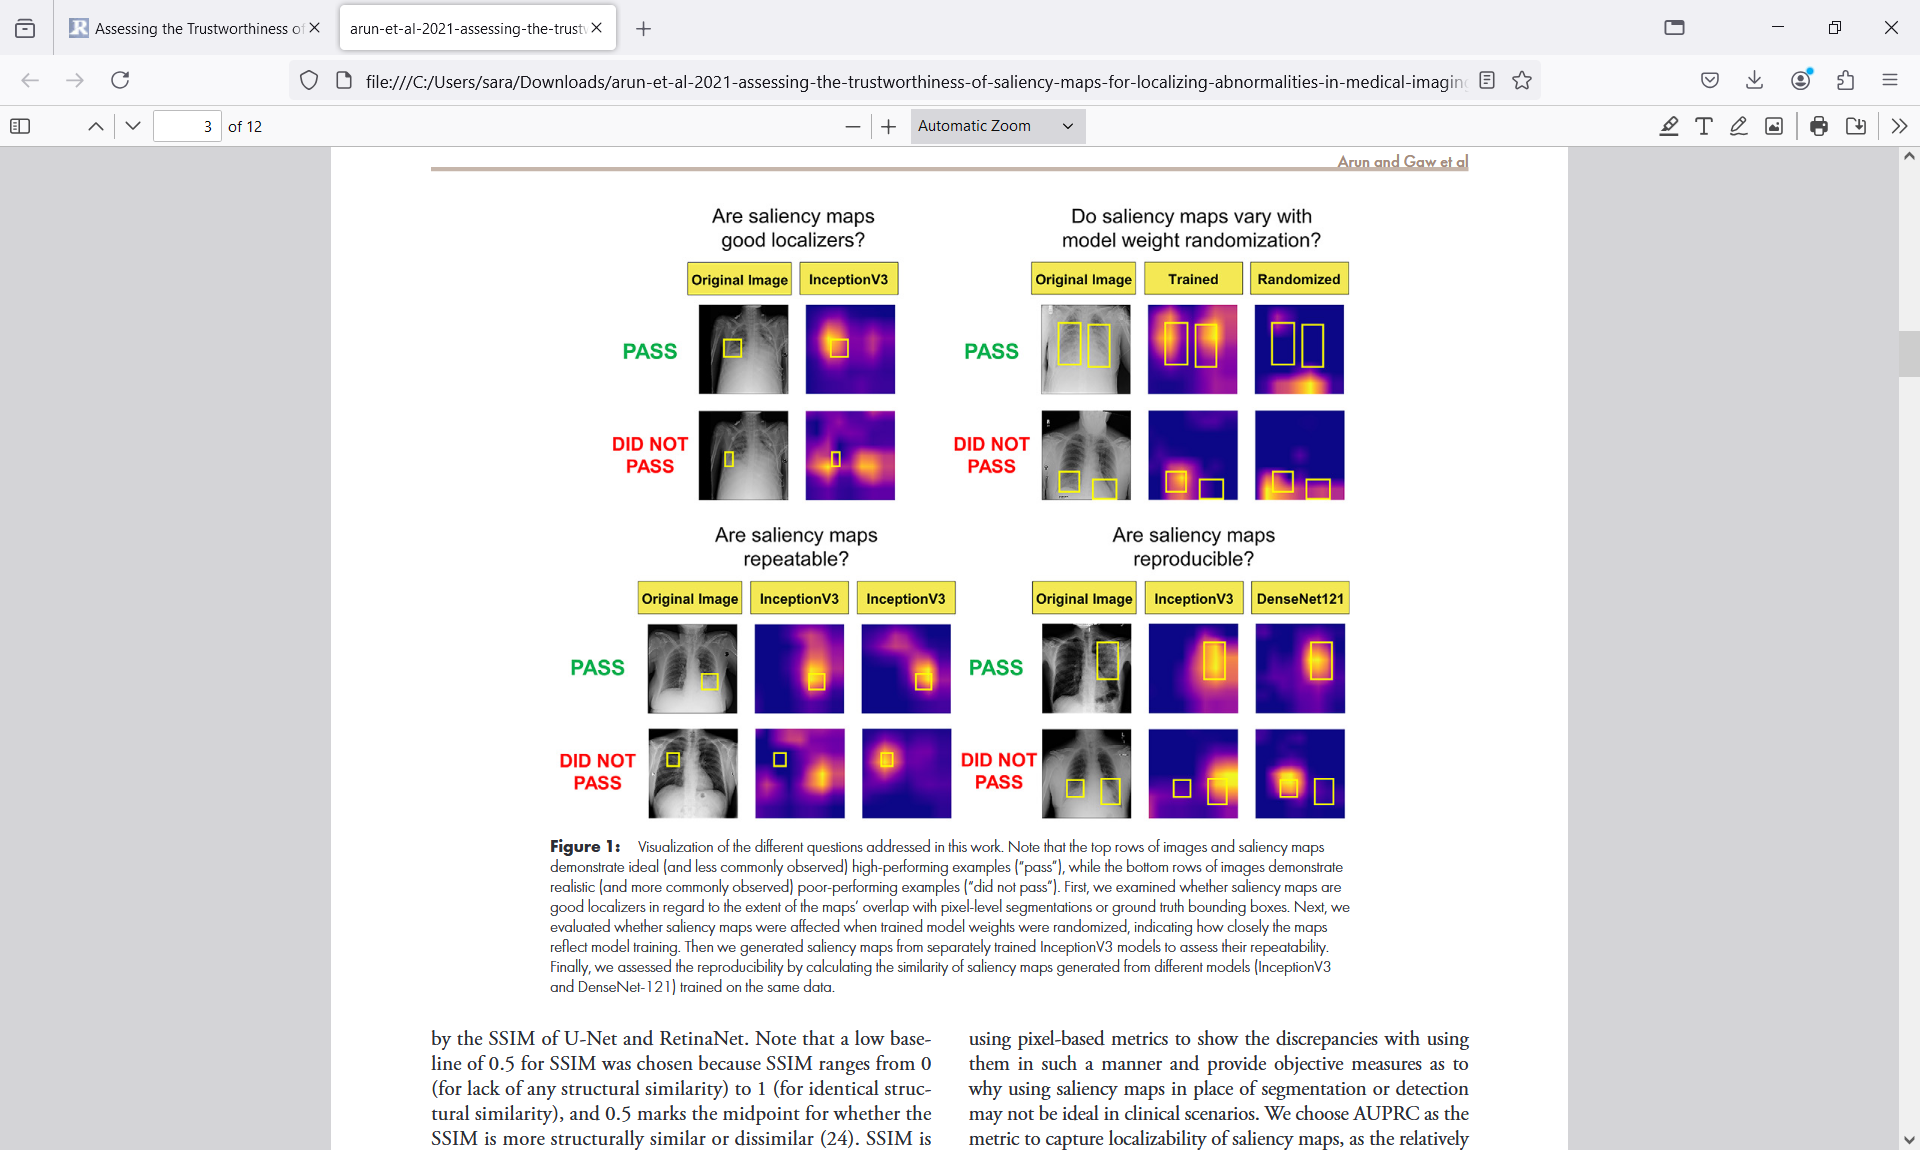 Assessing the Trustworthiness of
arun-et-al-2021-assessing-the-trustw
file:///C:/Users/sara/Downloads/arun-et-al-2021-assessing-the-trustworthiness-of-saliency-maps-for-localizing-abnormalities-in-medical-imaging
3 of 12
Automatic Zoom
Arun and Gaw et al
Are saliency maps
good localizers?
Original Image InceptionV3
PASS
DID NOT
PASS
Do saliency maps vary with
model weight randomization?
Original Image Trained Randomized
PASS
DID NOT
PASS
Are saliency maps
repeatable?
Original Image InceptionV3 InceptionV3
PASS
DID NOT
PASS
Are saliency maps
reproducible?
Original Image InceptionV3 DenseNet121
PASS
DID NOT
PASS
Figure 1: Visualization of the different questions addressed in this work. Note that the top rows of images and saliency maps
demonstrate ideal (and less commonly observed) high-performing examples (“pass”), while the bottom rows of images demonstrate
realistic (and more commonly observed) poor-performing examples (“did not pass”). First, we examined whether saliency maps are
good localizers in regard to the extent of the maps’ overlap with pixel-level segmentations or ground truth bounding boxes. Next, we
evaluated whether saliency maps were affected when trained model weights were randomized, indicating how closely the maps
reflect model training. Then we generated saliency maps from separately trained InceptionV3 models to assess their repeatability.
Finally, we assessed the reproducibility by calculating the similarity of saliency maps generated from different models (InceptionV3
and DenseNet-121) trained on the same data.
by the SSIM of U-Net and RetinaNet. Note that a low base-
line of 0.5 for SSIM was chosen because SSIM ranges from 0
(for lack of any structural similarity) to 1 (for identical struc-
tural similarity), and 0.5 marks the midpoint for whether the
SSIM is more structurally similar or dissimilar (24). SSIM is
using pixel-based metrics to show the discrepancies with using
them in such a manner and provide objective measures as to
why using saliency maps in place of segmentation or detection
may not be ideal in clinical scenarios. We choose AUPRC as the
metric to capture localizability of saliency maps, as the relatively